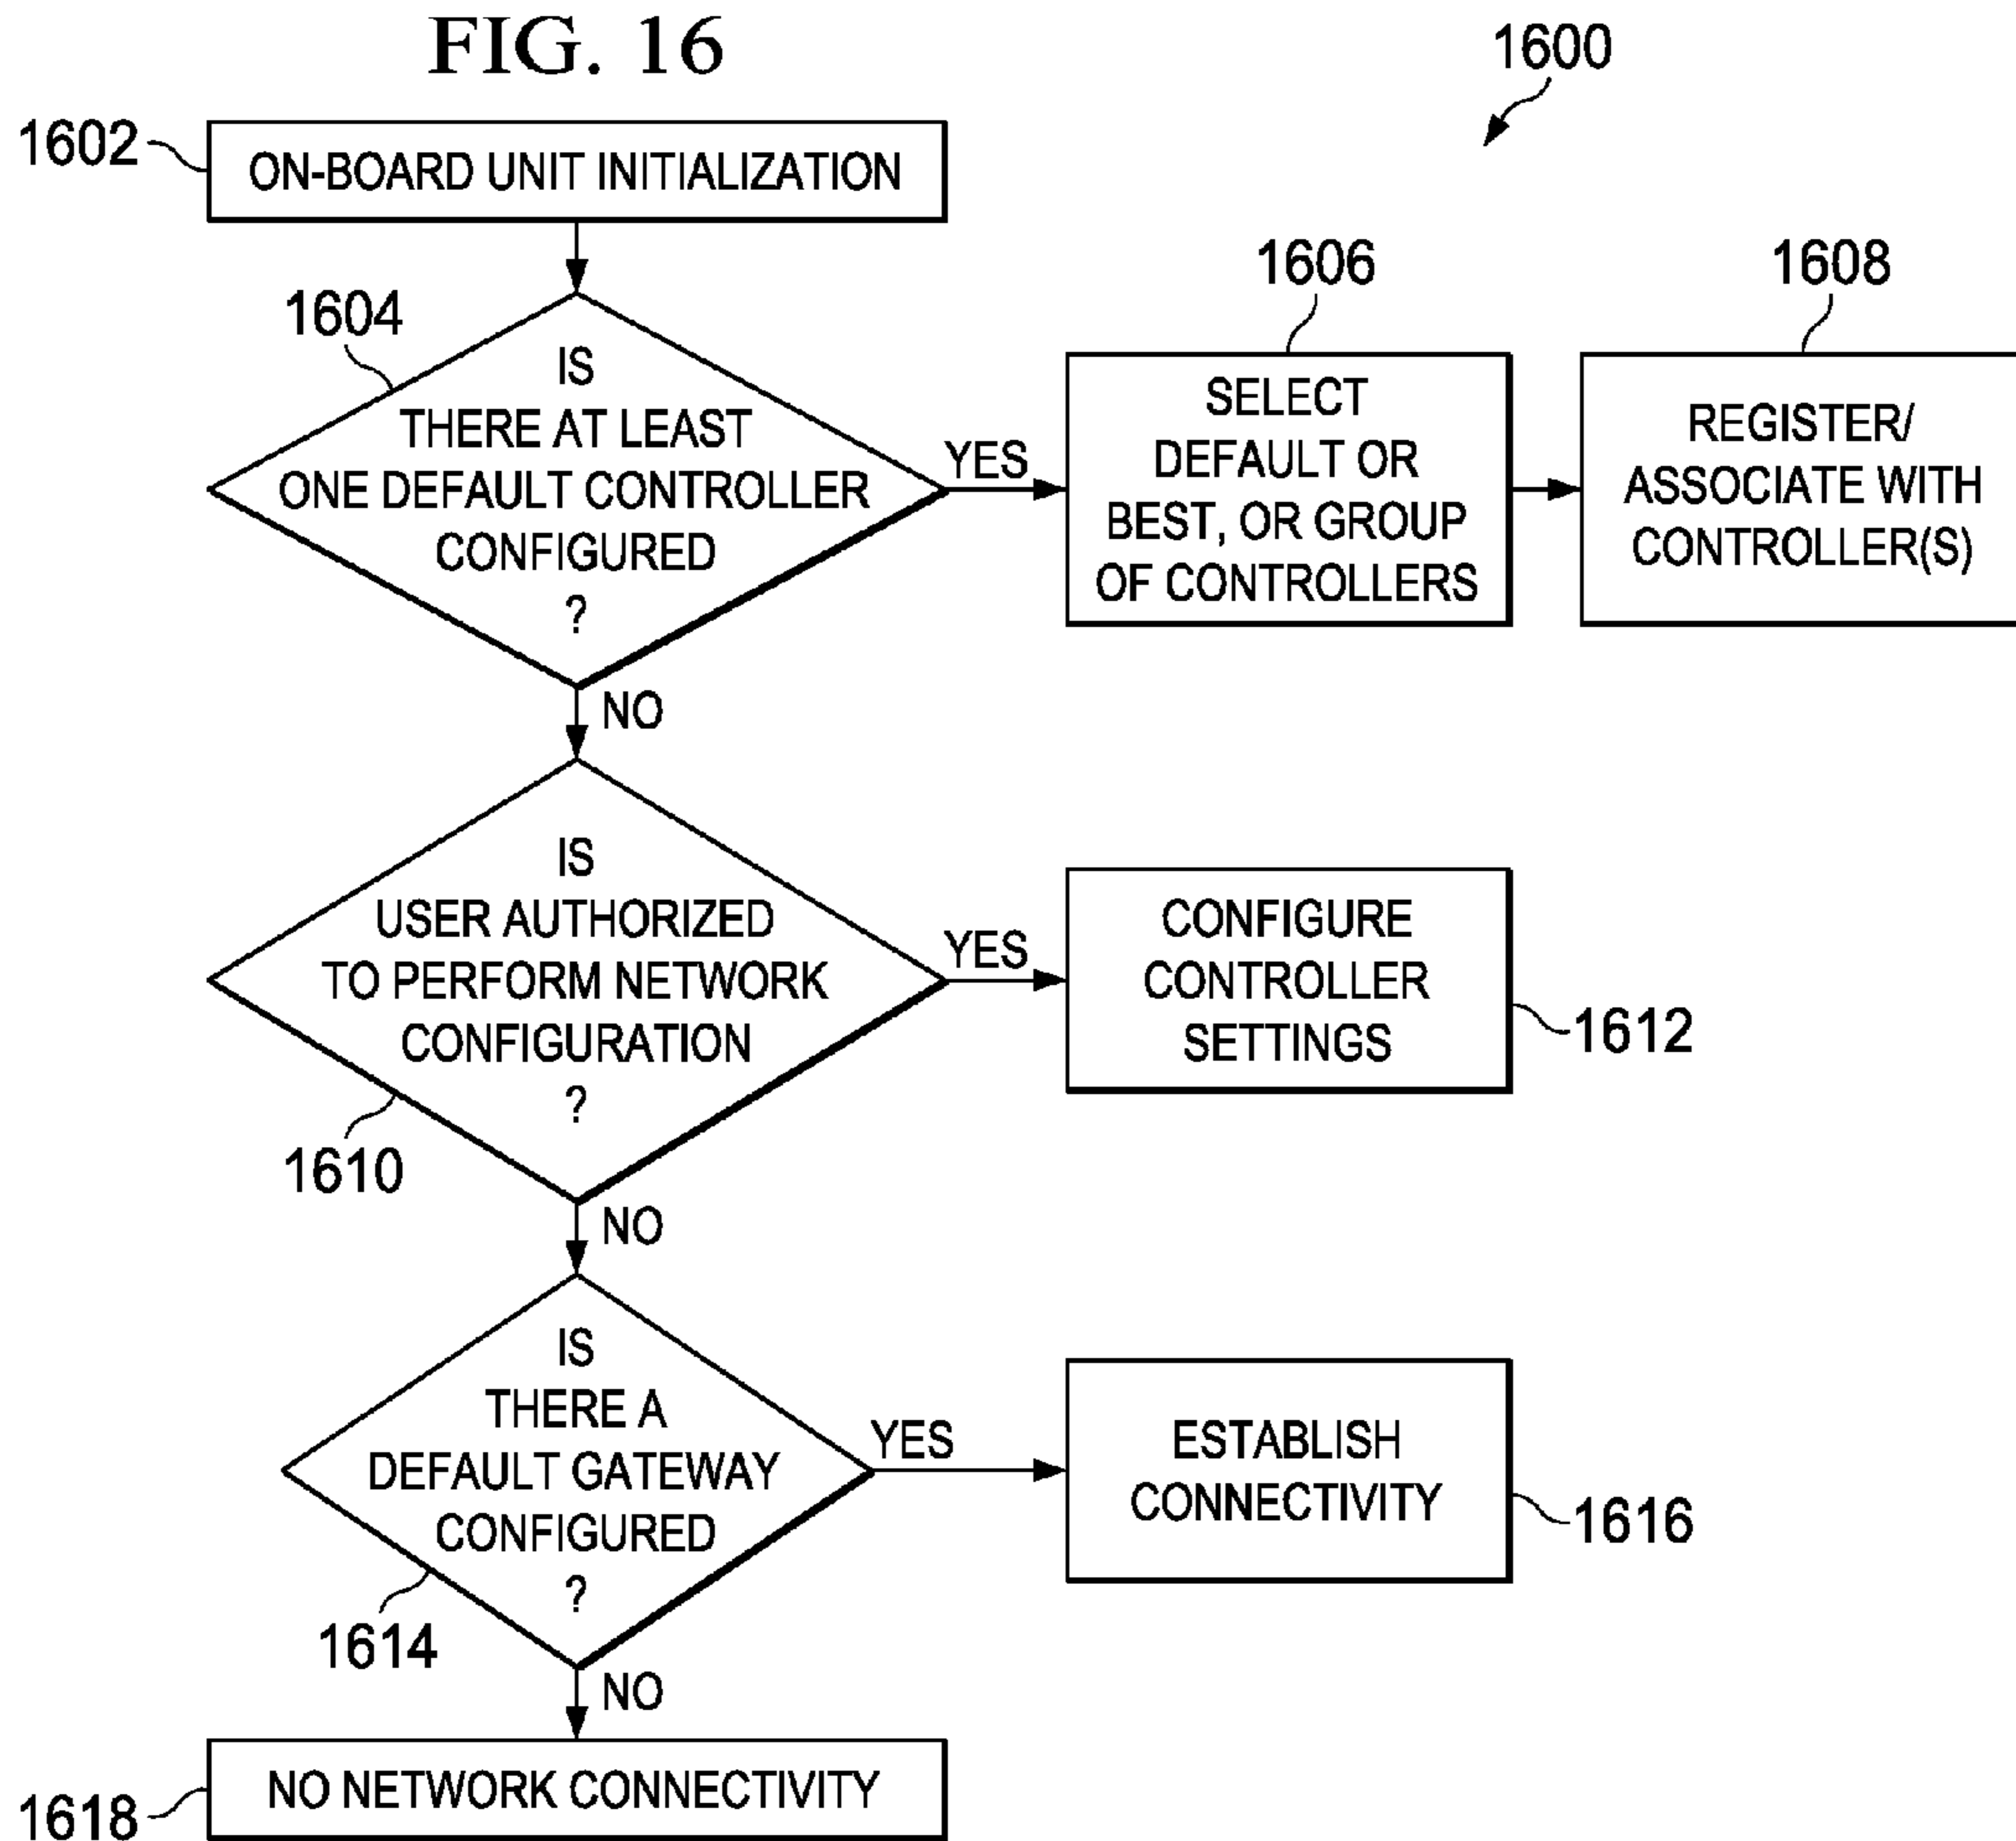 FIG. 16
1600
1602
ON-BOARD UNIT INITIALIZATION
1604
IS
THERE AT LEAST
ONE DEFAULT CONTROLLER
CONFIGURED
?
YES
1606
SELECT
DEFAULT OR
BEST, OR GROUP
OF CONTROLLERS
1608
REGISTER/
ASSOCIATE WITH
CONTROLLER(S)
NO
IS
USER AUTHORIZED
TO PERFORM NETWORK
CONFIGURATION
?
1610
YES
CONFIGURE
CONTROLLER
SETTINGS
1612
NO
IS
THERE A
DEFAULT GATEWAY
CONFIGURED
?
1614
YES
ESTABLISH
CONNECTIVITY
1616
NO
NO NETWORK CONNECTIVITY
1618